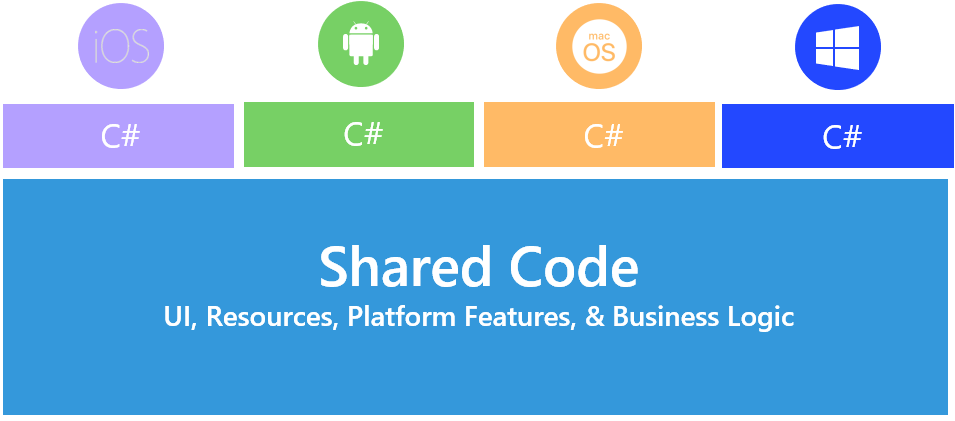 iOS
mac
OS
C#
C#
C#
C#
Shared Code
UI, Resources, Platform Features, & Business Logic